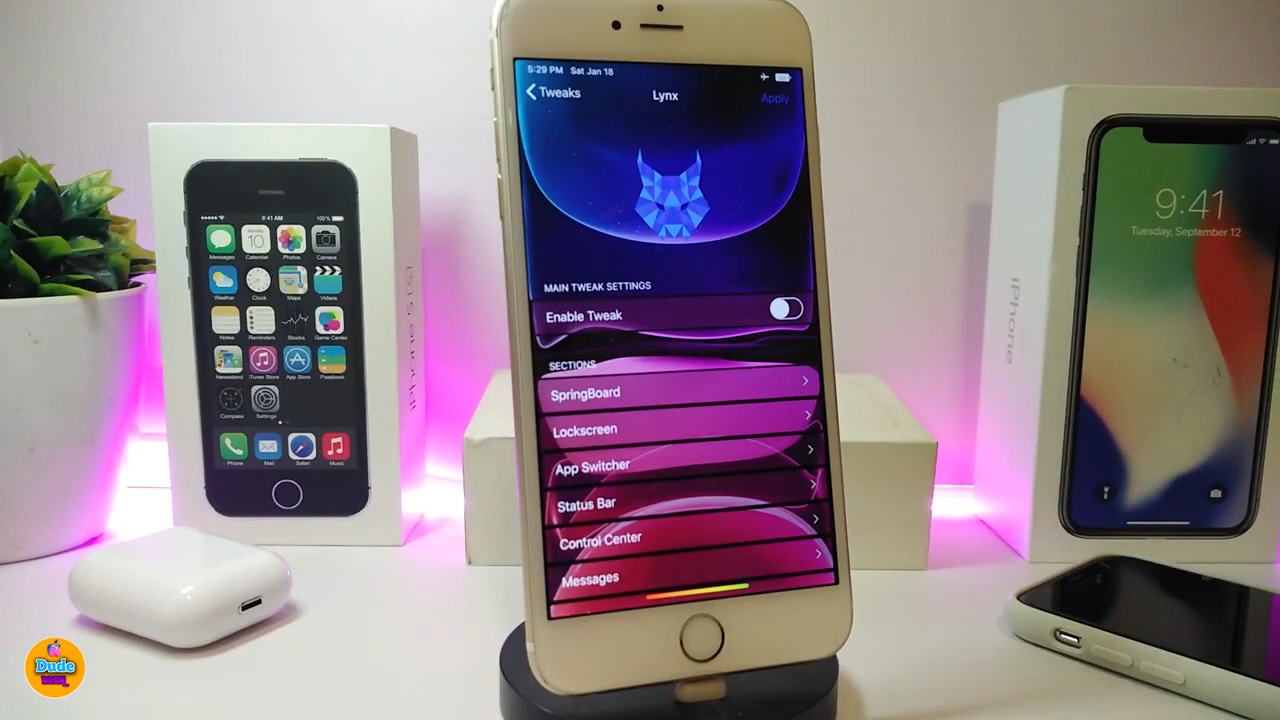 9:41 AM
100%
Messages
Calendar
Photos
Camera
10
Weather
Clock
Maps
Videos
Notes
Reminders
Stocks
Game Center
Newsstand
iTunes Store
App Store
Passbook
Compass
Settings
Phone
Mail
Safari
Music
iPhone 5 [S]
5:29 PM Sat Jan 18
Tweaks
Lynx
Apply
MAIN TWEAK SETTINGS
Enable Tweak
SECTIONS
SpringBoard
Lockscreen
App Switcher
Status Bar
Control Center
Messages
iPhone
9:41
Tuesday, September 12
Dude